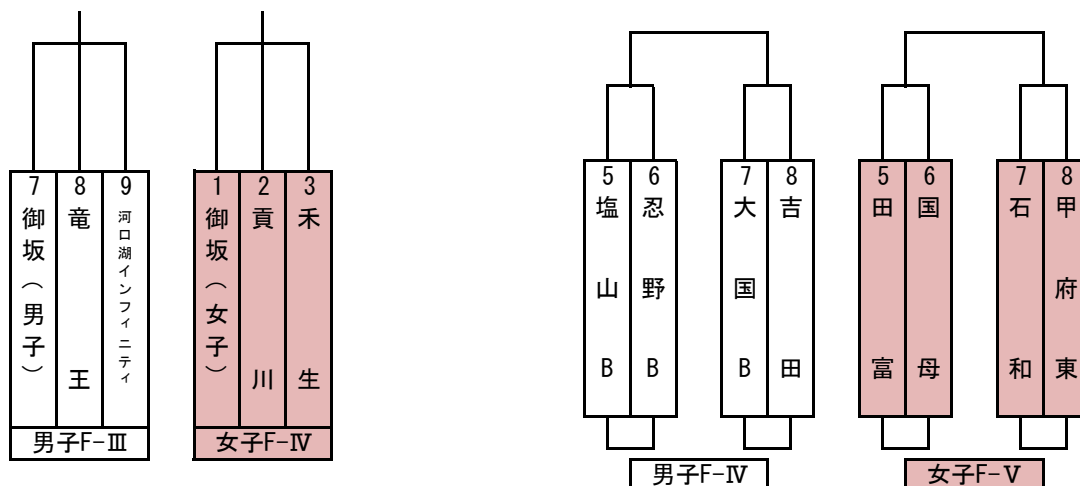 7
御坂（男子）
8
竜王
9
河口湖インフィニティ
男子F-Ⅲ
1
御坂（女子）
2
貢川
3
禾生
女子F-Ⅳ
5
塩山B
6
忍野B
7
大国B
8
吉田
男子F-Ⅳ
5
田富
6
国母
7
石和
8
甲府東
女子F-Ⅴ